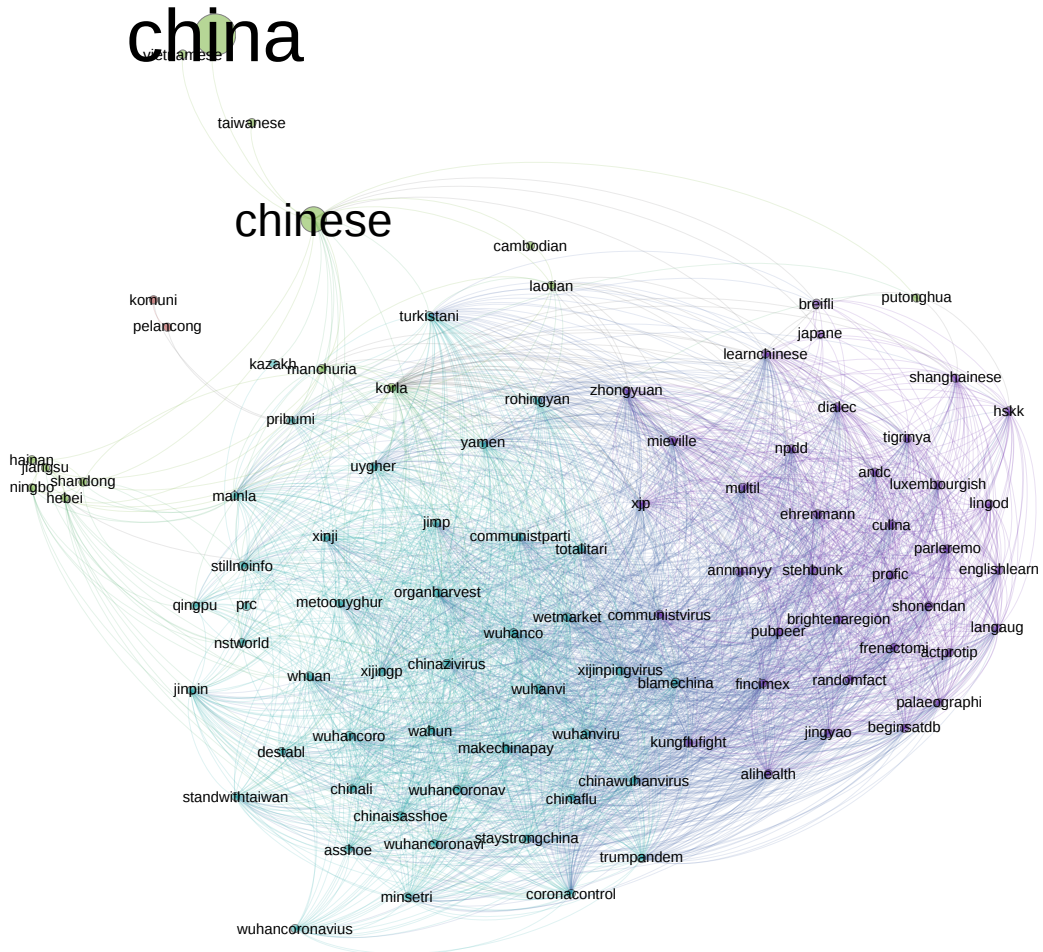 china
vietnamese
taiwanese
chinese
cambodian
laotian
komuni
putonghua
breifli
turkistani
pelancong
japane
learnchinese
kazakh
manchuria
shanghainese
korla
zhongyuan
rohingyan
dialec
hskk
pribumi
tigrinya
yamen
mieville
npdd
hainan
jiangsu
uygher
andc
shandong
luxembourgish
ningbo
multil
hebei
mainla
xjp
lingod
ehrenmann
jimp
culina
xinji
communistparti
totalitari
parleremo
stillnoinfo
annnnnyy
stehbunk
englishlearn
profic
organharvest
metoouyghur
qingpu
prc
shonendan
wetmarket
communistvirus
brightenaregion
langaug
wuhanco
pubpeer
nstworld
frenectomi
actprotip
chinazivirus
xijingp
xijinpingvirus
whuan
randomfact
blamechina
fincimex
jinpin
wuhanvi
palaeographi
beginsatdb
wahun
jingyao
wuhanviru
wuhancoro
kungflufight
makechinapay
destabl
alihealth
chinawuhanvirus
chinali
wuhancoronav
standwithtaiwan
chinaflu
chinaisasshoe
staystrongchina
wuhancoronavi
asshoe
trumpandem
coronacontrol
minsetri
wuhancoronavius